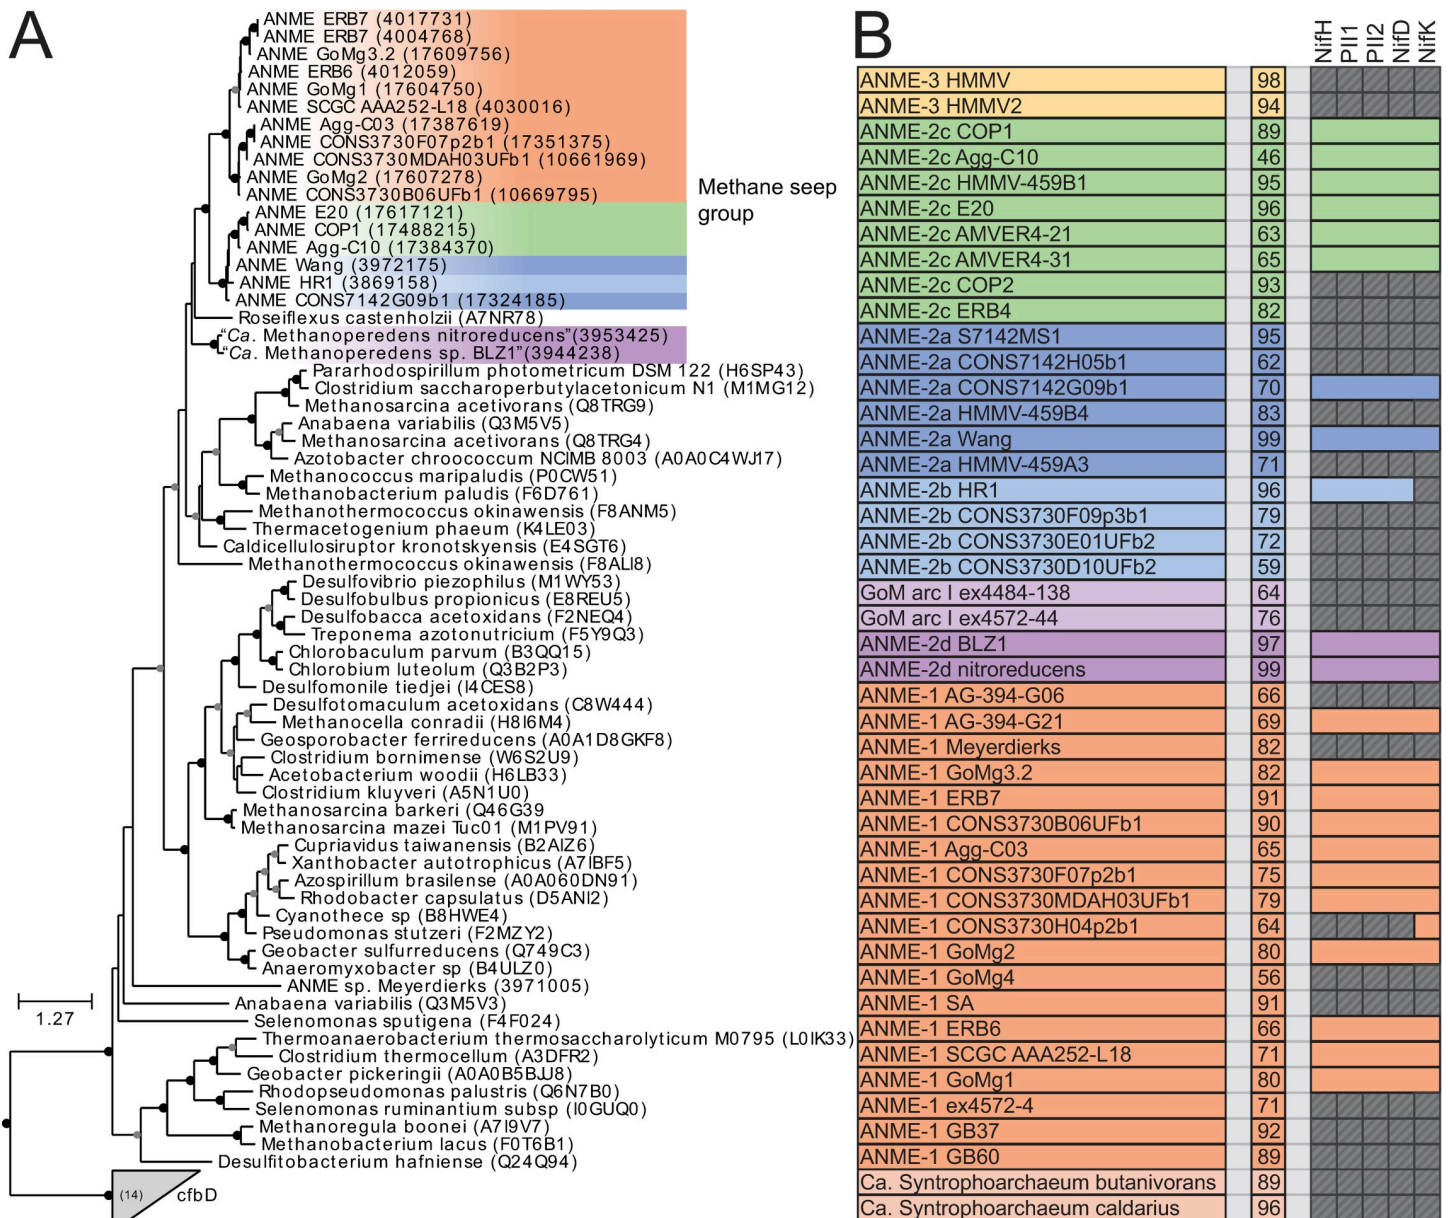 A
ANME ERB7 (4017731)
ANME ERB7 (4004768)
ANME GoMg3.2 (17609756)
ANME ERB6 (4012059)
ANME GoMg1 (17604750)
ANME SCGC AAA252-L18 (4030016)
ANME Agg-C03 (17387619)
ANME CONS3730F07p2b1 (17351375)
ANME CONS3730MDAH03UFb1 (10661969)
ANME GoMg2 (17607278)
ANME CONS3730B06UFb1 (10669795)
ANME E20 (17617121)
ANME COP1 (17488215)
ANME Agg-C10 (17384370)
ANME Wang (3972175)
ANME HR1 (3869158)
ANME CONS7142G09b1 (17324185)
Methane seep
group
Roseiflexus castenholzii (A7NR78)
“Ca. Methanoperedens nitroreducens”(3953425)
“Ca. Methanoperedens sp. BLZ1”(3944238)
Pararhodospirillum photometricum DSM 122 (H6SP43)
Clostridium saccharoperbutylacetonicum N1 (M1MG12)
Methanosarcina acetivorans (Q8TRG9)
Anabaena variabilis (Q3M5V5)
Methanosarcina acetivorans (Q8TRG4)
Azotobacter chroococcum NCIMB 8003 (A0A0C4WJ17)
Methanococcus maripaludis (P0CW51)
Methanobacterium paludis (F6D761)
Methanothermococcus okinawensis (F8ANM5)
Thermacetogenium phaeum (K4LE03)
Caldicellulosiruptor kronotskyensis (E4SGT6)
Methanothermococcus okinawensis (F8ALI8)
Desulfovibrio piezophilus (M1WY53)
Desulfobulbus propionicus (E8REU5)
Desulfobacca acetoxidans (F2NEQ4)
Treponema azotonutricium (F5Y9Q3)
Chlorobaculum parvum (B3QQ15)
Chlorobium luteolum (Q3B2P3)
Desulfomonile tiedjei (I4CES8)
Desulfotomaculum acetoxidans (C8W444)
Methanocella conradii (H8I6M4)
Geosporobacter ferrireducens (A0A1D8GKF8)
Clostridium bornimense (W6S2U9)
Acetobacterium woodii (H6LB33)
Clostridium kluyveri (A5N1U0)
Methanosarcina barkeri (Q46G39
Methanosarcina mazei Tuc01 (M1PV91)
Cupriavidus taiwanensis (B2AIZ6)
Xanthobacter autotrophicus (A7IBF5)
Azospirillum brasilense (A0A060DN91)
Rhodobacter capsulatus (D5ANI2)
Cyanothece sp (B8HWE4)
Pseudomonas stutzeri (F2MZY2)
Geobacter sulfurreducens (Q749C3)
Anaeromyxobacter sp (B4ULZ0)
ANME sp. Meyerdierks (3971005)
Anabaena variabilis (Q3M5V3)
Selenomonas sputigena (F4F024)
Thermoanaerobacterium thermosaccharolyticum M0795 (L0IK33)
Clostridium thermocellum (A3DFR2)
Geobacter pickeringii (A0A0B5BJJ8)
Rhodopseudomonas palustris (Q6N7B0)
Selenomonas ruminantium subsp (I0GUQ0)
Methanoregula boonei (A7I9V7)
Methanobacterium lacus (F0T6B1)
Desulfitobacterium hafniense (Q24Q94)
1.27
(14)
cfbD
B
NifH
PII1
PII2
NifD
NifK
ANME-3 HMMV 98
ANME-3 HMMV2 94
ANME-2c COP1 89
ANME-2c Agg-C10 46
ANME-2c HMMV-459B1 95
ANME-2c E20 96
ANME-2c AMVER4-21 63
ANME-2c AMVER4-31 65
ANME-2c COP2 93
ANME-2c ERB4 82
ANME-2a S7142MS1 95
ANME-2a CONS7142H05b1 62
ANME-2a CONS7142G09b1 70
ANME-2a HMMV-459B4 83
ANME-2a Wang 99
ANME-2a HMMV-459A3 71
ANME-2b HR1 96
ANME-2b CONS3730F09p3b1 79
ANME-2b CONS3730E01UFb2 72
ANME-2b CONS3730D10UFb2 59
GoM arc I ex4484-138 64
GoM arc I ex4572-44 76
ANME-2d BLZ1 97
ANME-2d nitroreducens 99
ANME-1 AG-394-G06 66
ANME-1 AG-394-G21 69
ANME-1 Meyerdierks 82
ANME-1 GoMg3.2 82
ANME-1 ERB7 91
ANME-1 CONS3730B06UFb1 90
ANME-1 Agg-C03 65
ANME-1 CONS3730F07p2b1 75
ANME-1 CONS3730MDAH03UFb1 79
ANME-1 CONS3730H04p2b1 64
ANME-1 GoMg2 80
ANME-1 GoMg4 56
ANME-1 SA 91
ANME-1 ERB6 66
ANME-1 SCGC AAA252-L18 71
ANME-1 GoMg1 80
ANME-1 ex4572-4 71
ANME-1 GB37 92
ANME-1 GB60 89
Ca. Syntrophoarchaeum butanivorans 89
Ca. Syntrophoarchaeum caldarius 96